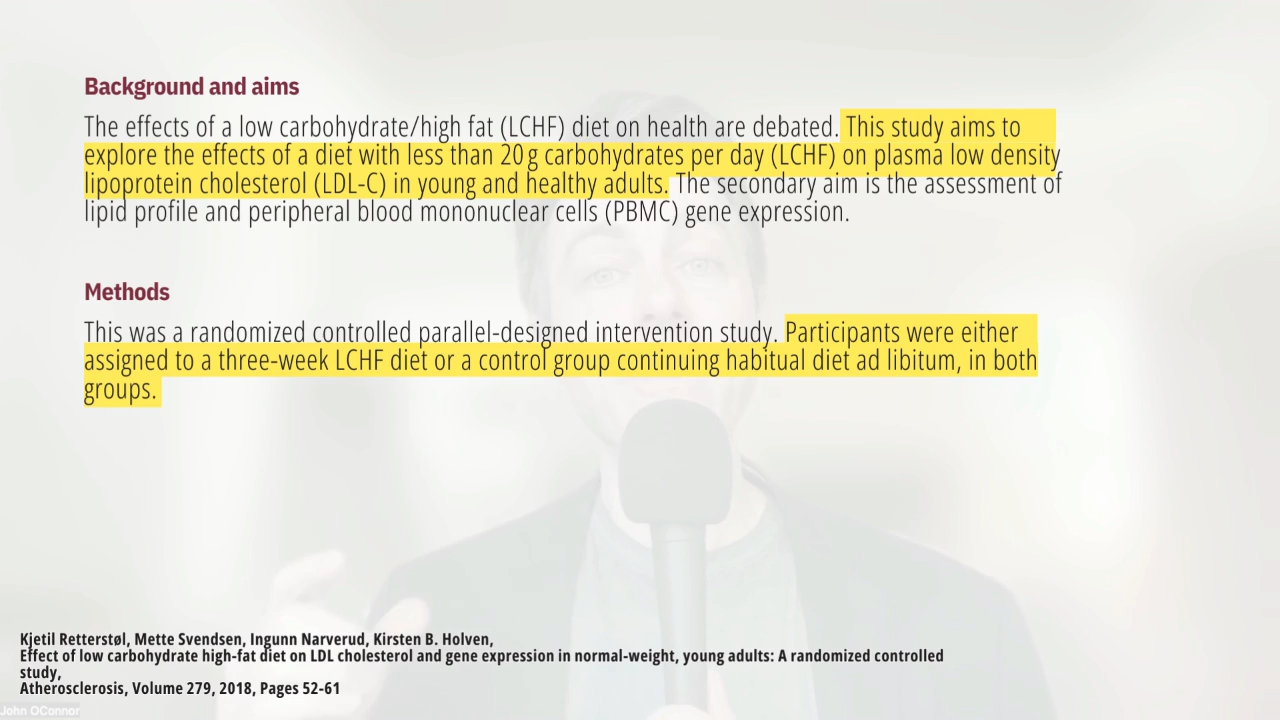 Background and aims
The effects of a low carbohydrate/high fat (LCHF) diet on health are debated. This study aims to
explore the effects of a diet with less than 20 g carbohydrates per day (LCHF) on plasma low density
lipoprotein cholesterol (LDL-C) in young and healthy adults. The secondary aim is the assessment of
lipid profile and peripheral blood mononuclear cells (PBMC) gene expression.
Methods
This was a randomized controlled parallel-designed intervention study. Participants were either
assigned to a three-week LCHF diet or a control group continuing habitual diet ad libitum, in both
groups.
Kjetil Retterstøl, Mette Svendsen, Ingunn Narverud, Kirsten B. Holven,
Effect of low carbohydrate high-fat diet on LDL cholesterol and gene expression in normal-weight, young adults: A randomized controlled
study,
Atherosclerosis, Volume 279, 2018, Pages 52-61
John OConnor